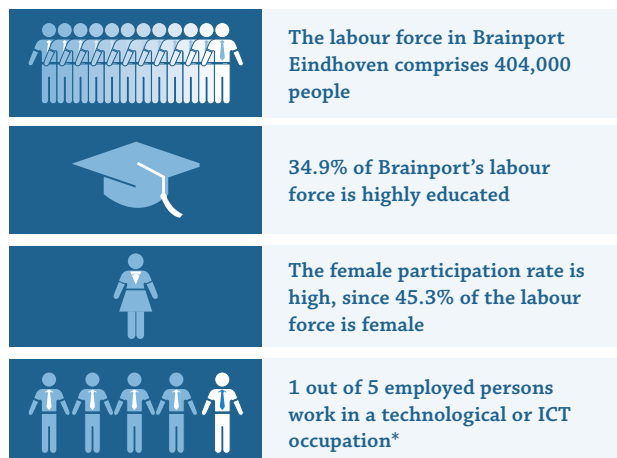 The labour force in Brainport
Eindhoven comprises 404,000
people
34.9% of Brainport's labour
force is highly educated
The female participation rate is
high, since 45.3% of the labour
force is female
1 out of 5 employed persons
work in a technological or ICT
occupation*